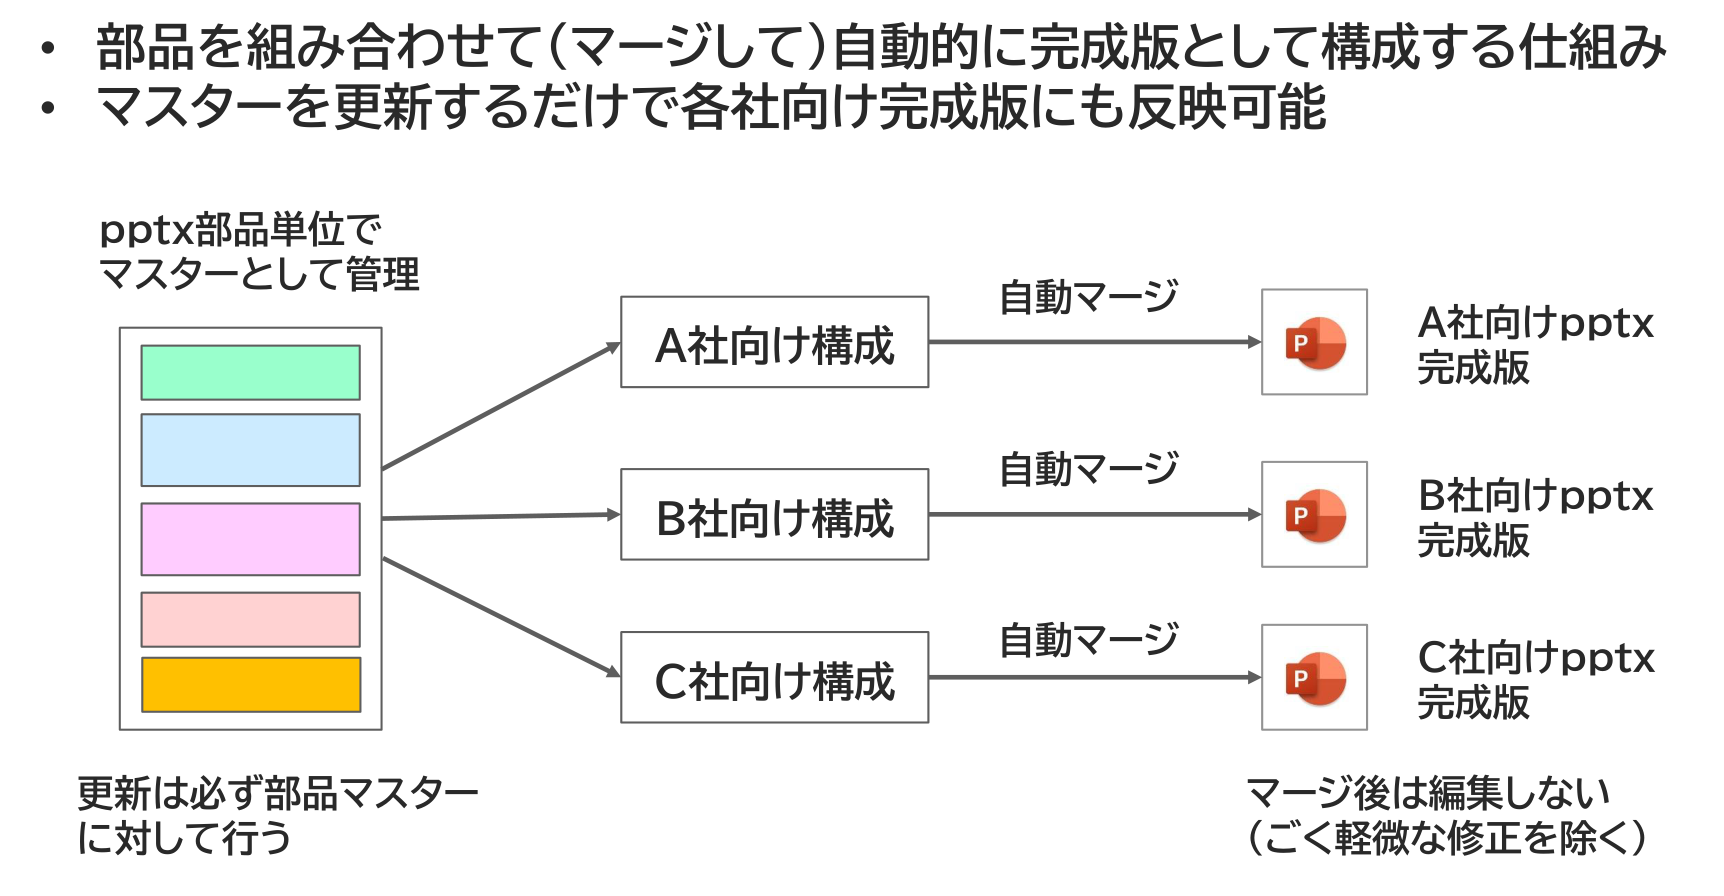 • 部品を組み合わせて(マージして)自動的に完成版として構成する仕組み
• マスターを更新するだけで各社向け完成版にも反映可能
pptx部品単位で
マスターとして管理
更新は必ず部品マスター
に対して行う
A社向け構成
B社向け構成
C社向け構成
自動マージ
自動マージ
自動マージ
P
P
P
A社向けpptx
完成版
B社向けpptx
完成版
C社向けpptx
完成版
マージ後は編集しない
(ごく軽微な修正を除く)